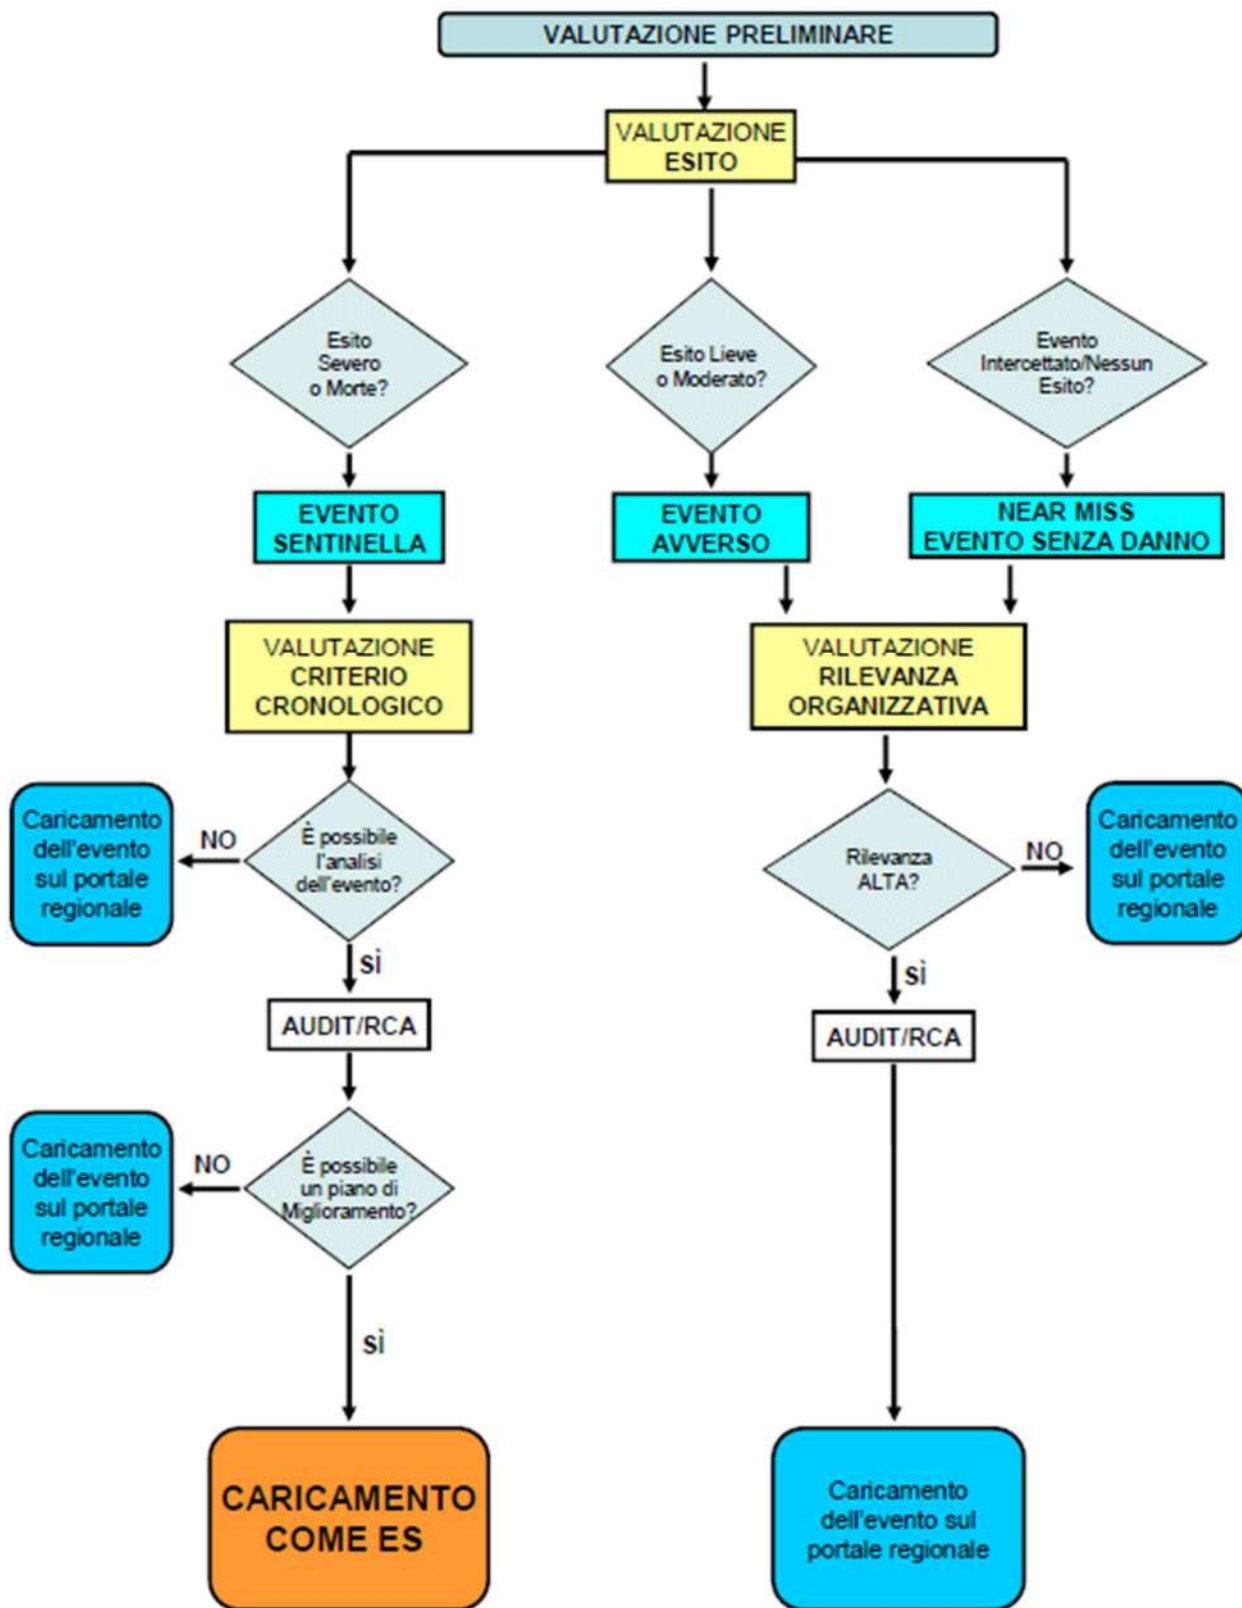 VALUTAZIONE PRELIMINARE
VALUTAZIONE
ESITO
Esito
Severo
o Morte?
Esito Lieve
o Moderato?
Evento
Intercettato/Nessun
Esito?
EVENTO
SENTINELLA
EVENTO
AVVERSO
NEAR MISS
EVENTO SENZA DANNO
VALUTAZIONE
CRITERIO
CRONOLOGICO
VALUTAZIONE
RILEVANZA
ORGANIZZATIVA
Caricamento
dell'evento
sul portale
regionale
NO
È possibile
l'analisi
dell'evento?
Rilevanza
ALTA?
NO
Caricamento
dell'evento
sul portale
regionale
SÌ
SÌ
AUDIT/RCA
AUDIT/RCA
Caricamento
dell'evento
sul portale
regionale
NO
È possibile
un piano di
Miglioramento?
SÌ
CARICAMENTO
COME ES
Caricamento
dell'evento sul
portale regionale